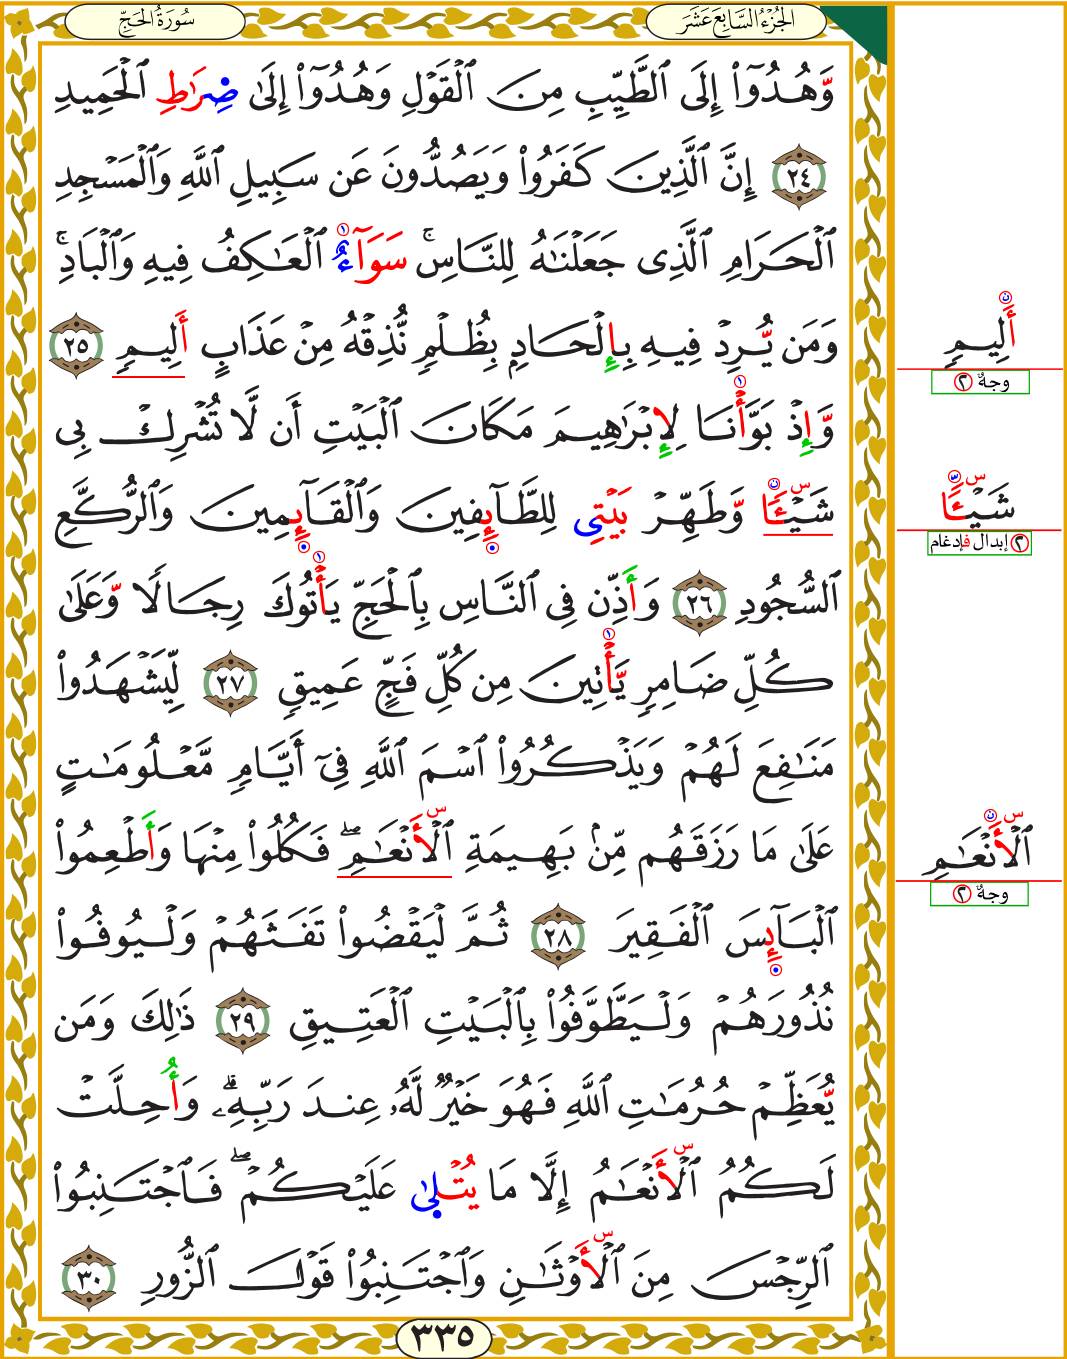 الجُزْءُ السَّابِعَ عَشَرَ
سُورَةُ الحَجِّ
وَّهُدُوٓاْ إِلَى ٱلطَّيِّبِ مِنَ ٱلْقَوْلِ وَهُدُوٓاْ إِلَىٰ صِرَٰطِ ٱلْحَمِيدِ
٢٤ إِنَّ ٱلَّذِينَ كَفَرُواْ وَيَصُدُّونَ عَن سَبِيلِ ٱللَّهِ وَٱلْمَسْجِدِ
ٱلْحَرَامِ ٱلَّذِى جَعَلْنَٰهُ لِلنَّاسِ ۚ سَوَآءٌ ٱلْعَٰكِفُ فِيهِ وَٱلْبَادِ ۚ
وَمَن يُّرِدْ فِيهِ بِإِلْحَادِۭ بِظُلْمٍ نُّذِقْهُ مِنْ عَذَابٍ أَلِيمٍ ٢٥
وَّإِذْ بَوَّأْنَا لِإِبْرَٰهِيمَ مَكَانَ ٱلْبَيْتِ أَن لَّا تُشْرِكْ بِى
شَيْـًٔا وَّطَهِّرْ بَيْتِى لِلطَّآئِفِينَ وَٱلْقَآئِمِينَ وَٱلرُّكَّعِ
ٱلسُّجُودِ ٢٦ وَأَذِّن فِى ٱلنَّاسِ بِٱلْحَجِّ يَأْتُوكَ رِجَالًا وَّعَلَىٰ
كُلِّ ضَامِرٍ يَّأْتِينَ مِن كُلِّ فَجٍّ عَمِيقٍ ٢٧ لِّيَشْهَدُواْ
مَنَٰفِعَ لَهُمْ وَيَذْكُرُواْ ٱسْمَ ٱللَّهِ فِىٓ أَيَّامٍ مَّعْلُومَٰتٍ
عَلَىٰ مَا رَزَقَهُم مِّنۢ بَهِيمَةِ ٱلْأَنْعَٰمِ ۖ فَكُلُواْ مِنْهَا وَأَطْعِمُواْ
ٱلْبَآئِسَ ٱلْفَقِيرَ ٢٨ ثُمَّ لْيَقْضُواْ تَفَثَهُمْ وَلْيُوفُواْ
نُذُورَهُمْ وَلْيَطَّوَّفُواْ بِٱلْبَيْتِ ٱلْعَتِيقِ ٢٩ ذَٰلِكَ وَمَن
يُّعَظِّمْ حُرُمَٰتِ ٱللَّهِ فَهُوَ خَيْرٌ لَّهُۥ عِندَ رَبِّهِۦ ۗ وَأُحِلَّتْ
لَكُمُ ٱلْأَنْعَٰمُ إِلَّا مَا يُتْلَىٰ عَلَيْكُمْ ۖ فَٱجْتَنِبُواْ
ٱلرِّجْسَ مِنَ ٱلْأَوْثَٰنِ وَٱجْتَنِبُواْ قَوْلَ ٱلزُّورِ ٣٠
٣٣٥
أَلِيمٍ
٢ وجهٌ
شَيْـًٔا
٢ إبدال فإدغام
ٱلْأَنْعَٰمِ
٢ وجهٌ